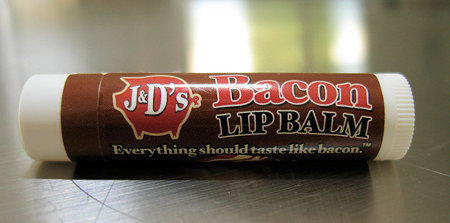 J&D's
Bacon
LIP BALM
Everything should taste like bacon.™